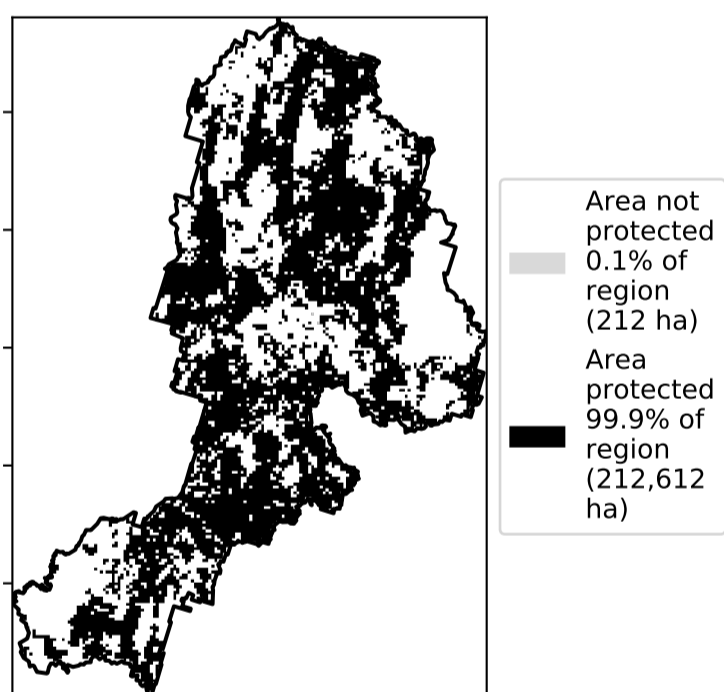 Area not
protected
0.1% of
region
(212 ha)
Area
protected
99.9% of
region
(212,612
ha)